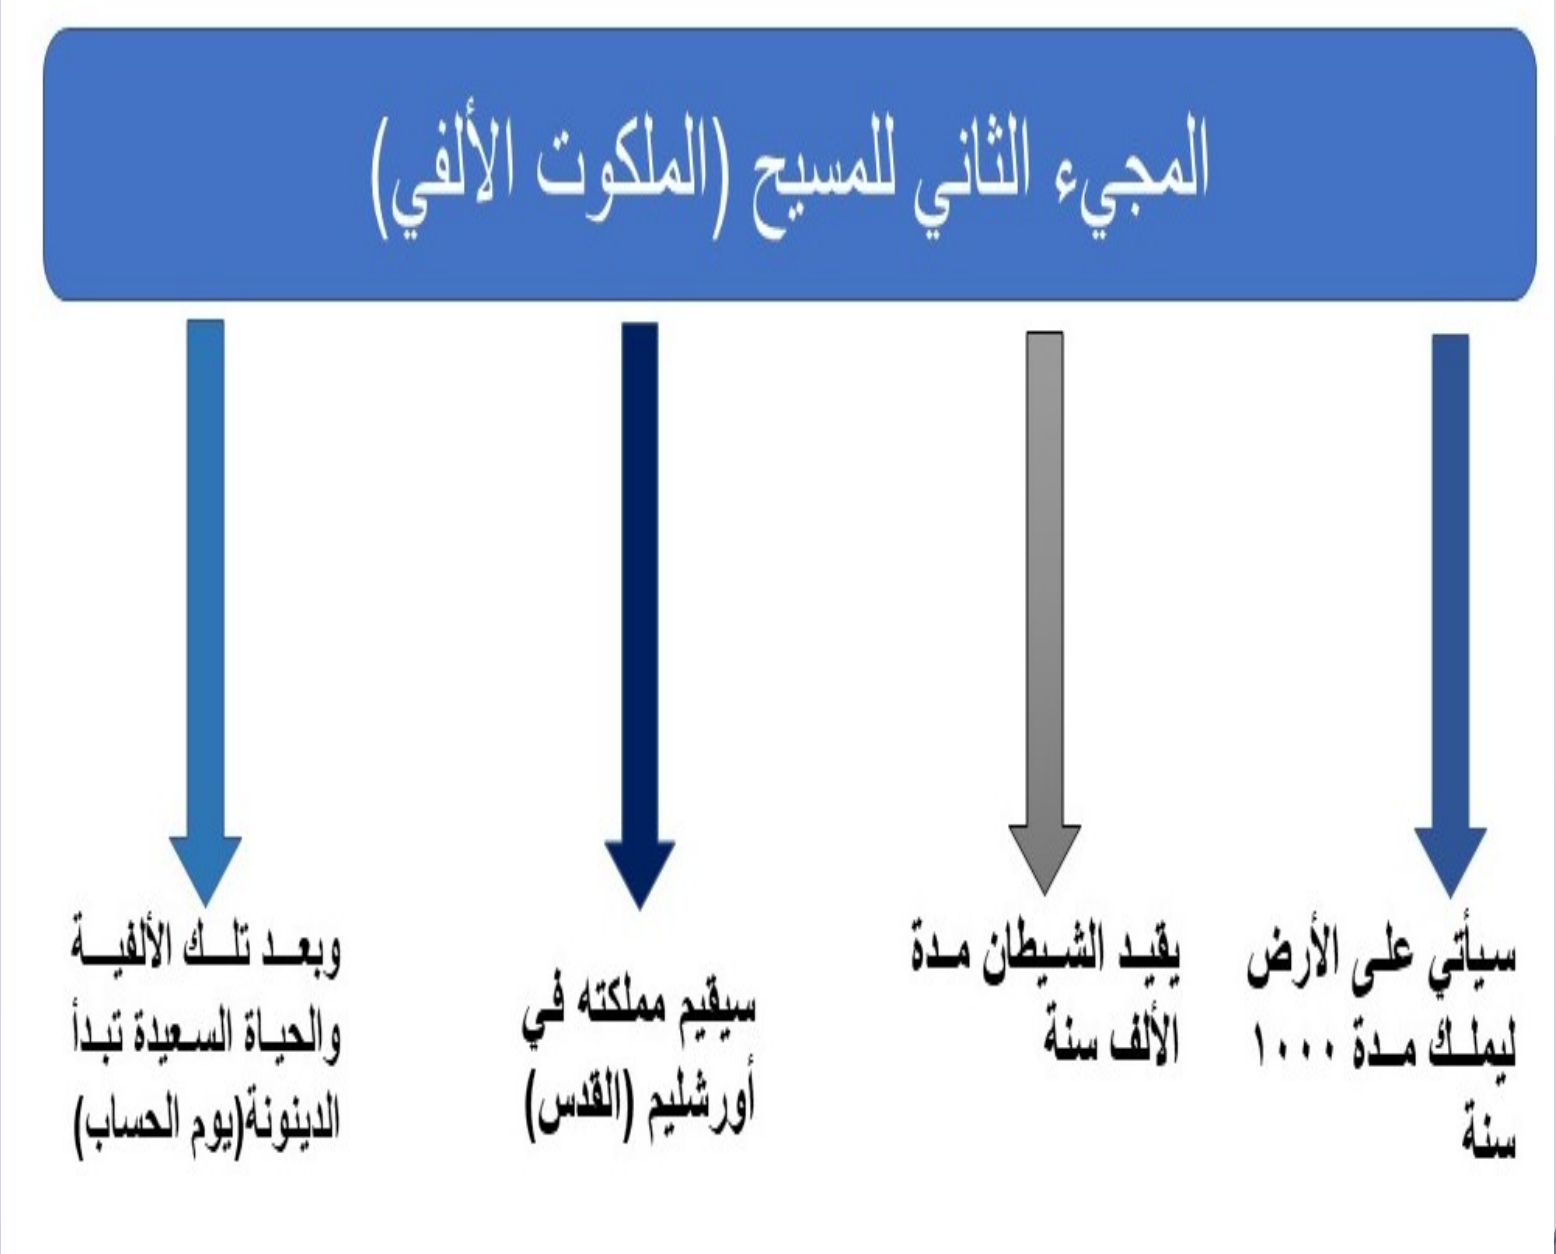 المجيء الثاني للمسيح (الملكوت الألفي)
سيأتي على الأرض
ليملك مدة ١٠٠٠
سنة
يقيد الشيطان مدة
الألف سنة
سيقيم مملكته في
أورشليم (القدس)
وبعد تلك الألفية
والحياة السعيدة تبدأ
الدينونة(يوم الحساب)